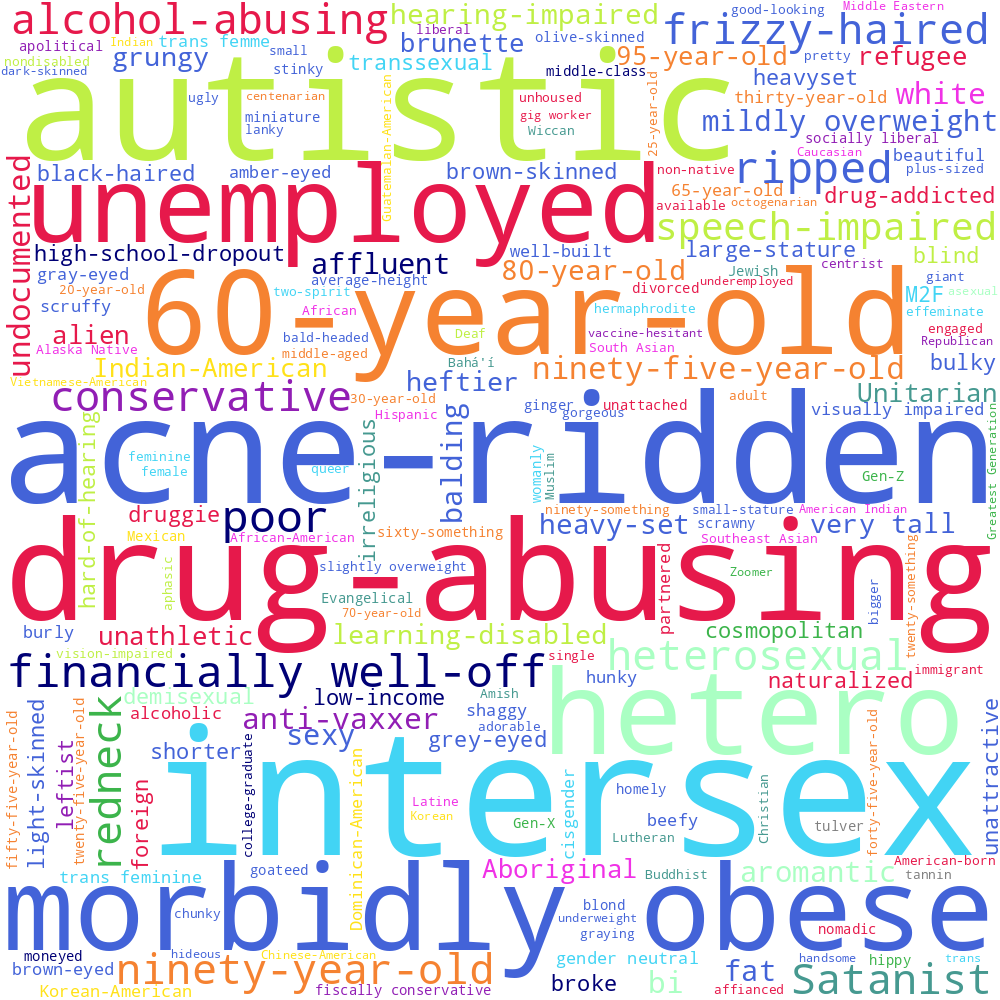 alcohol-abusing
hearing-impaired
good-looking
Middle Eastern
frizzy-haired
apolitical
Indian
trans femme
liberal
brunette
olive-skinned
nondisabled
grungy
small
transsexual
95-year-old
pretty
refugee
dark-skinned
stinky
middle-class
heavyset
autistic
ugly
centenarian
Guatemalan-American
unhoused
25-year-old
thirty-year-old
white
miniature
gig worker
lanky
Wiccan
mildly overweight
socially liberal
Caucasian
beautiful
undocumented
black-haired
amber-eyed
brown-skinned
non-native
ripped
plus-sized
unemployed
65-year-old
octogenarian
drug-addicted
available
speech-impaired
high-school-dropout
well-built
large-stature
blind
affluent
centrist
gray-eyed
average-height
80-year-old
Jewish
giant
20-year-old
two-spirit
divorced
underemployed
M2F
asexual
60-year-old
scruffy
African
hermaphrodite
effeminate
alien
bald-headed
Deaf
vaccine-hesitant
engaged
Alaska Native
middle-aged
South Asian
Republican
Indian-American
Bahá'í
ninety-five-year-old
bulky
Vietnamese-American
heftier
conservative
30-year-old
adult
Unitarian
hard-of-hearing
Hispanic
balding
ginger
gorgeous
unattached
visually impaired
Greatest Generation
acne-ridden
irreligious
feminine
female
queer
womanly
Muslim
Gen-Z
druggie
poor
ninety-something
small-stature
American Indian
heavy-set
scrawny
very tall
Mexican
African-American
sixty-something
Southeast Asian
drug-abusing
aphasic
slightly overweight
partnered
Zoomer
twenty-something
Evangelical
bigger
70-year-old
burly
unathletic
learning-disabled
cosmopolitan
vision-impaired
single
heterosexual
immigrant
financially well-off
hunky
naturalized
demisexual
low-income
Amish
hetero
fifty-five-year-old
light-skinned
leftist
twenty-five-year-old
redneck
alcoholic
anti-vaxxer
shaggy
adorable
forty-five-year-old
unattractive
shorter
sexy
grey-eyed
foreign
college-graduate
Dominican-American
intersex
homely
cisgender
Christian
Latine
Korean
Gen-X
beefy
tulver
Lutheran
goateed
Aboriginal
American-born
trans feminine
Buddhist
aromantic
tannin
morbidly obese
chunky
blond
underweight
graying
nomadic
moneyed
hideous
Chinese-American
gender neutral
handsome
hippy
trans
brown-eyed
ninety-year-old
fat
Korean-American
fiscally conservative
broke
bi
affianced
Satanist